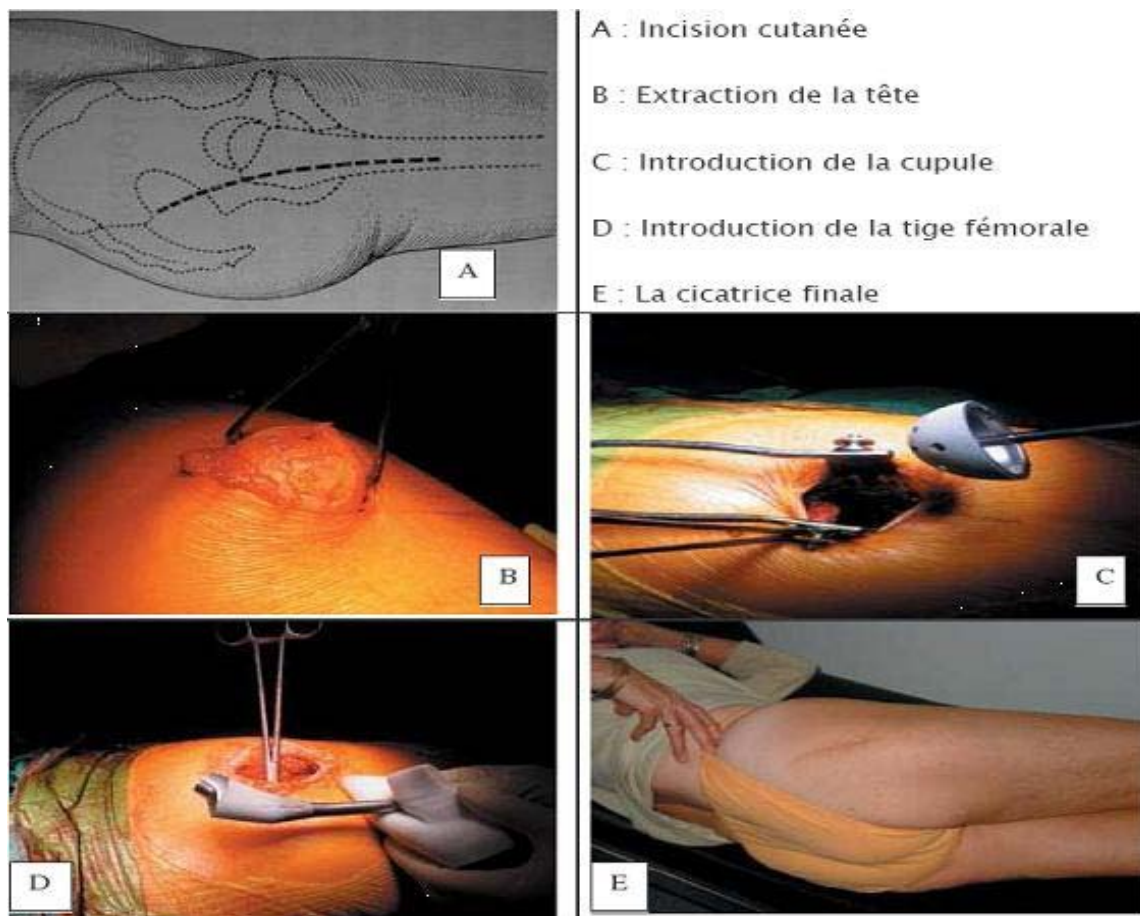 A : Incision cutanée
B : Extraction de la tête
C : Introduction de la cupule
D : Introduction de la tige fémorale
E : La cicatrice finale
A
B
C
D
E